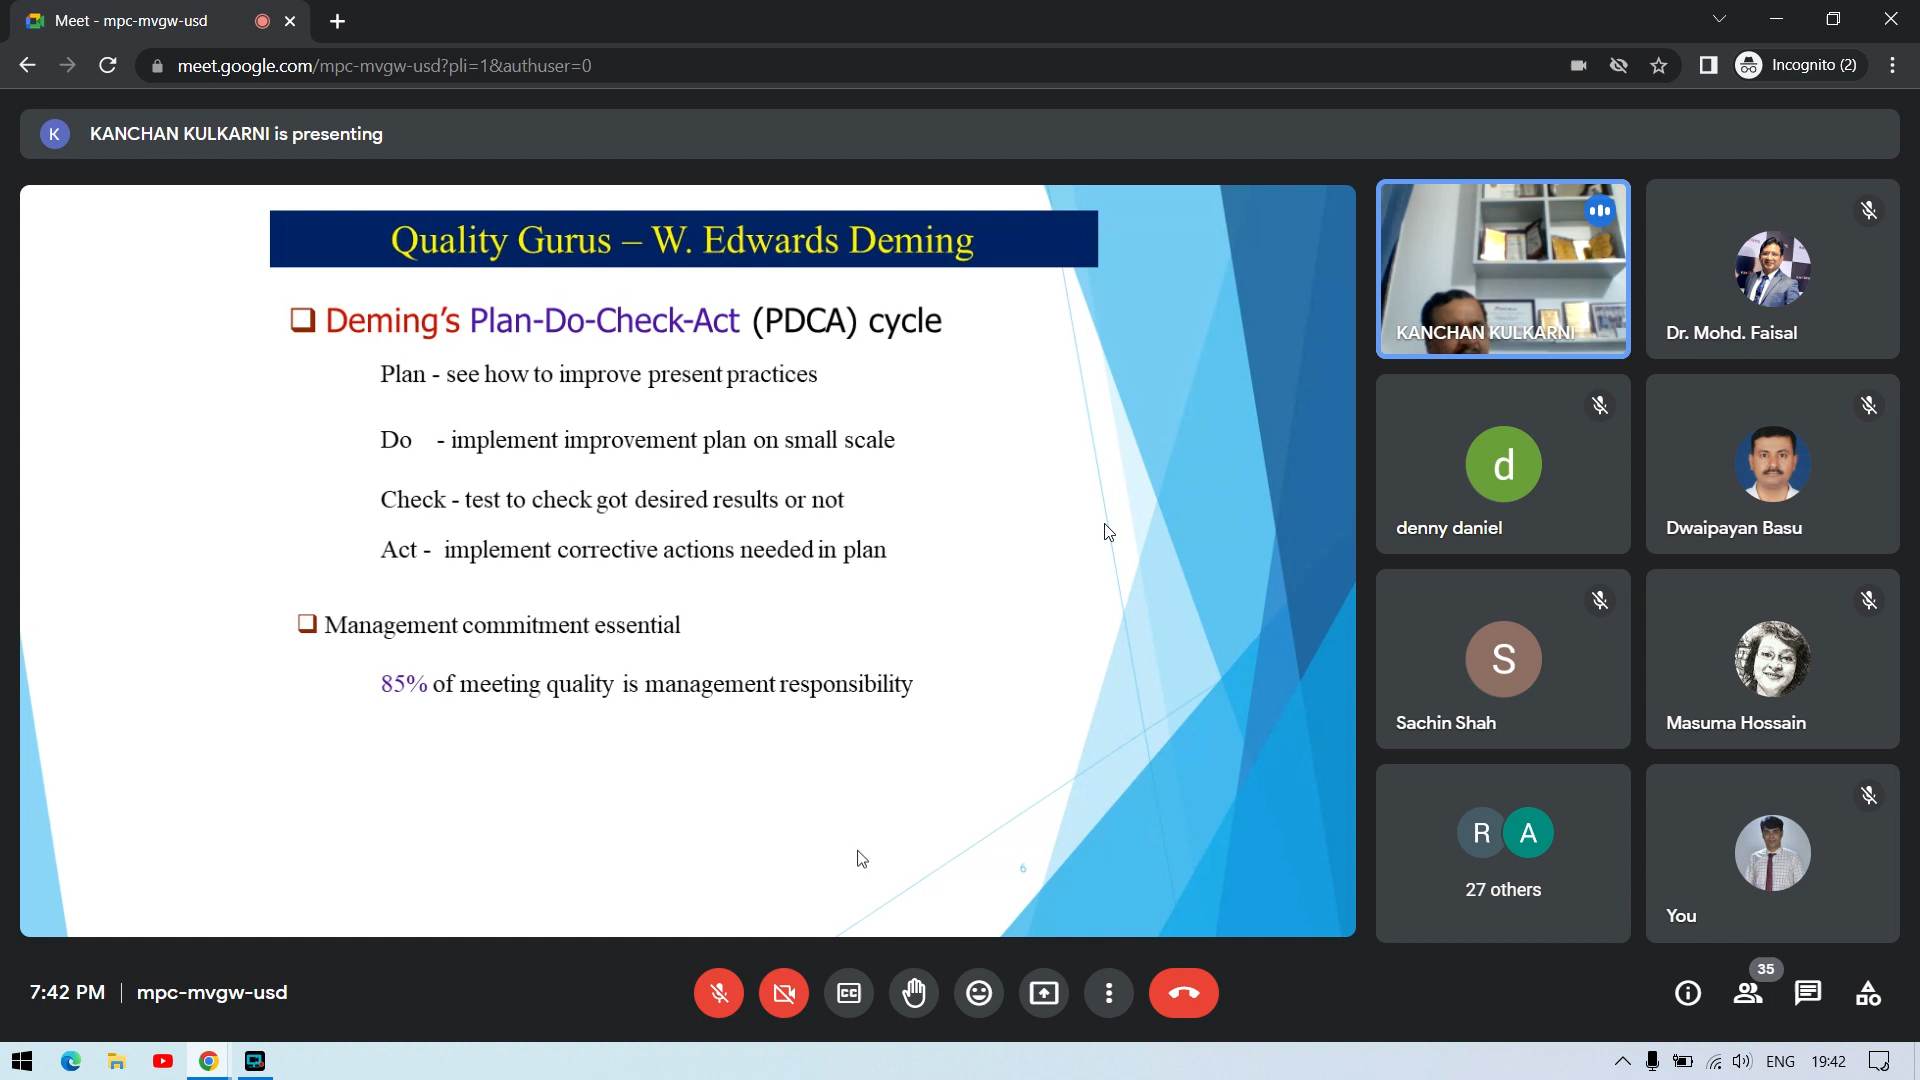 Meet - mpc-mvgw-usd
meet.google.com/mpc-mvgw-usd?pli=1&authuser=0
Incognito (2)
K
KANCHAN KULKARNI is presenting
Quality Gurus – W. Edwards Deming
Deming's Plan-Do-Check-Act (PDCA) cycle
Plan - see how to improve present practices
Do - implement improvement plan on small scale
Check - test to check got desired results or not
Act - implement corrective actions needed in plan
Management commitment essential
85% of meeting quality is management responsibility
6
KANCHAN KULKARNI
Dr. Mohd. Faisal
d
denny daniel
Dwaipayan Basu
S
Sachin Shah
Masuma Hossain
R A
27 others
You
7:42 PM | mpc-mvgw-usd
CC
35
ENG
19:42